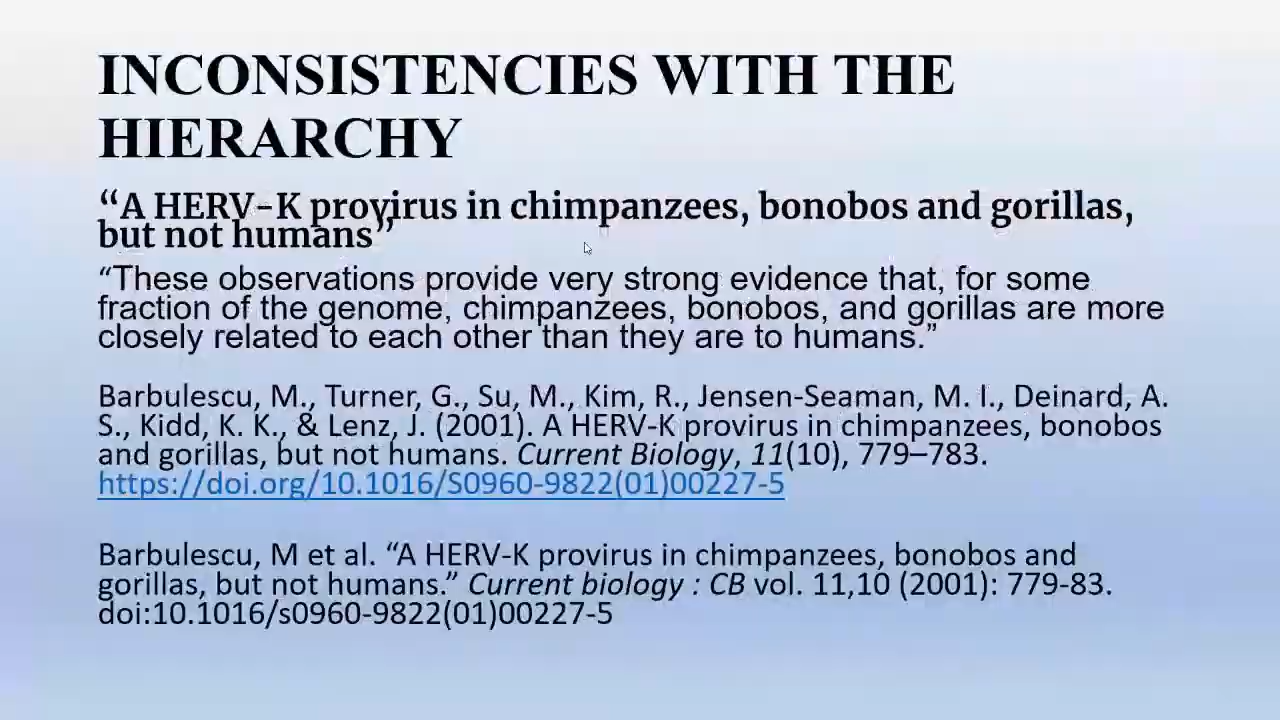 INCONSISTENCIES WITH THE
HIERARCHY
“A HERV-K provirus in chimpanzees, bonobos and gorillas,
but not humans”
“These observations provide very strong evidence that, for some
fraction of the genome, chimpanzees, bonobos, and gorillas are more
closely related to each other than they are to humans.”
Barbulescu, M., Turner, G., Su, M., Kim, R., Jensen-Seaman, M. I., Deinard, A.
S., Kidd, K. K., & Lenz, J. (2001). A HERV-K provirus in chimpanzees, bonobos
and gorillas, but not humans. Current Biology, 11(10), 779–783.
https://doi.org/10.1016/S0960-9822(01)00227-5
Barbulescu, M et al. “A HERV-K provirus in chimpanzees, bonobos and
gorillas, but not humans.” Current biology : CB vol. 11,10 (2001): 779-83.
doi:10.1016/s0960-9822(01)00227-5